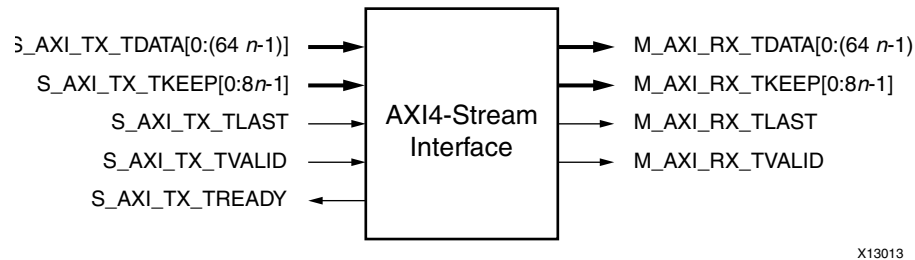 S_AXI_TX_TDATA[0:(64 n-1)]
S_AXI_TX_TKEEP[0:8n-1]
S_AXI_TX_TLAST
S_AXI_TX_TVALID
S_AXI_TX_TREADY
AXI4-Stream
Interface
M_AXI_RX_TDATA[0:(64 n-1)
M_AXI_RX_TKEEP[0:8n-1]
M_AXI_RX_TLAST
M_AXI_RX_TVALID
X13013